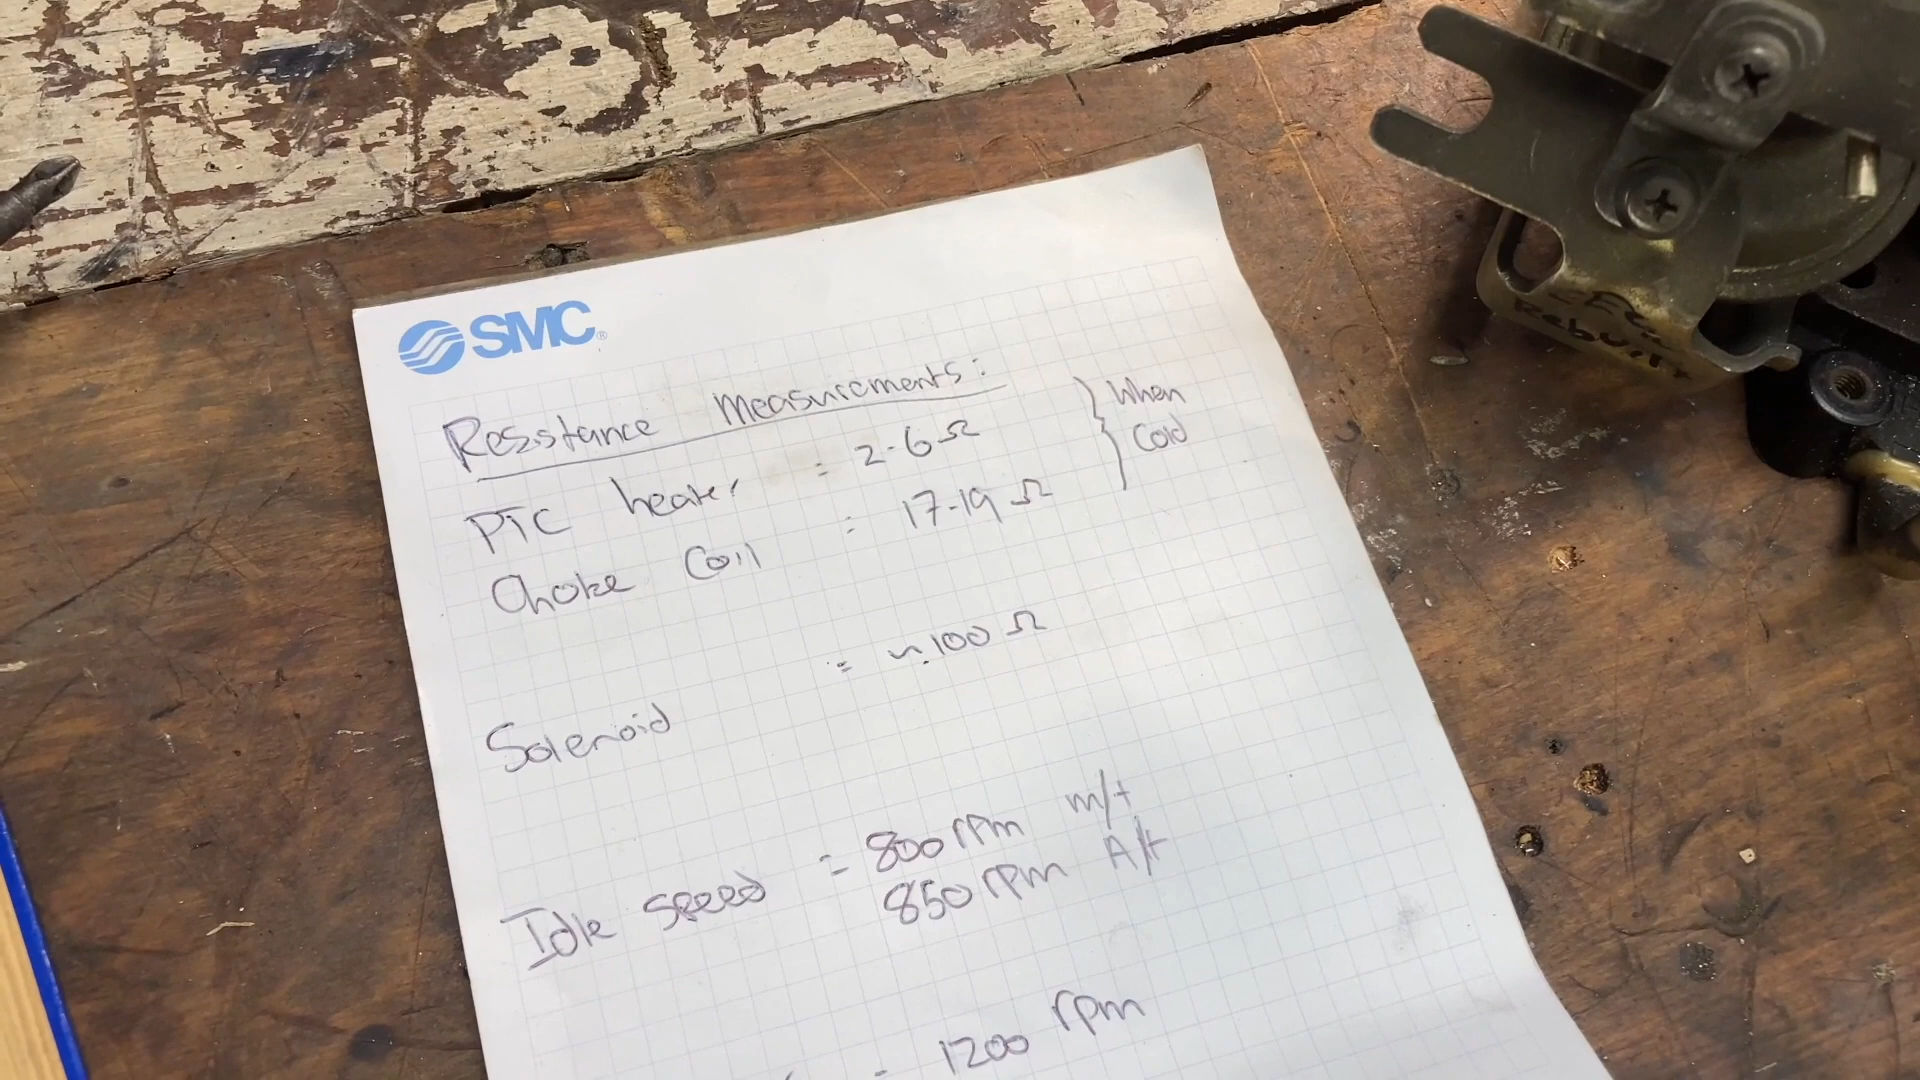 SMC®
Resistance Measurements:
PTC heater : 2-6 Ω
Choke Coil : 17-19 Ω
} When Cold
Solenoid = ~100 Ω
Idle speed = 800 rpm m/t
850 rpm A/t
= 1200 rpm
Rebuilt